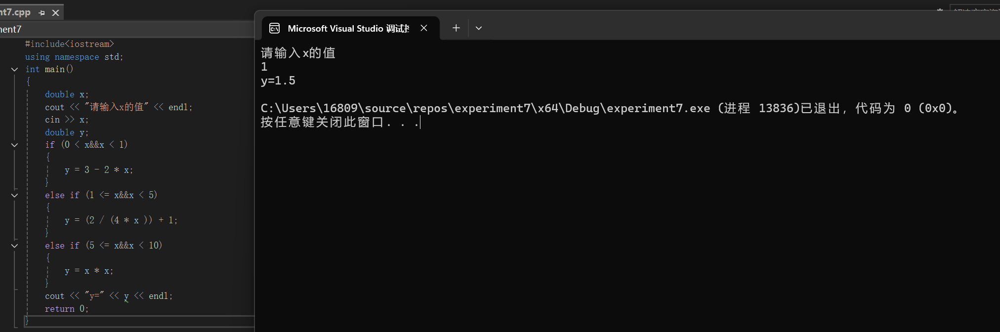 nt7.cpp
nent7
#include<iostream>
using namespace std;
int main()
{
double x;
cout << "请输入x的值" << endl;
cin >> x;
double y;
if (0 < x&&x < 1)
{
y = 3 - 2 * x;
}
else if (1 <= x&&x < 5)
{
y = (2 / (4 * x )) + 1;
}
else if (5 <= x&&x < 10)
{
y = x * x;
}
cout << "y=" << y << endl;
return 0;
}
Microsoft Visual Studio 调试
请输入x的值
1
y=1.5
C:\Users\16809\source\repos\experiment7\x64\Debug\experiment7.exe (进程 13836)已退出，代码为 0 (0x0)。
按任意键关闭此窗口. . .